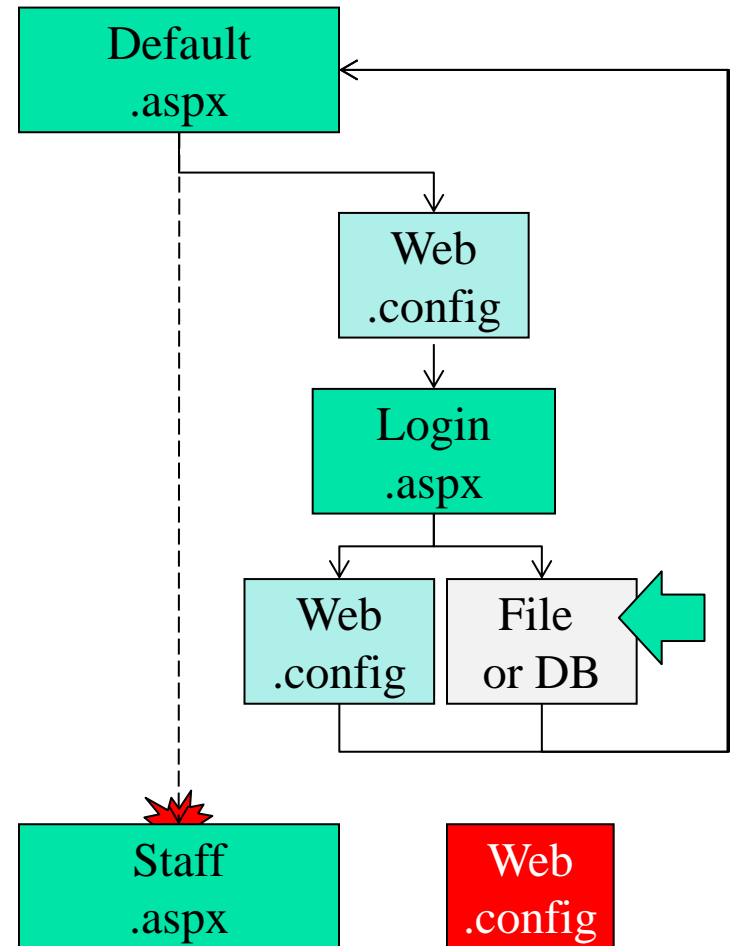 Default
.aspx
Web
.config
Login
.aspx
Web
.config
File
or DB
Staff
.aspx
Web
.config